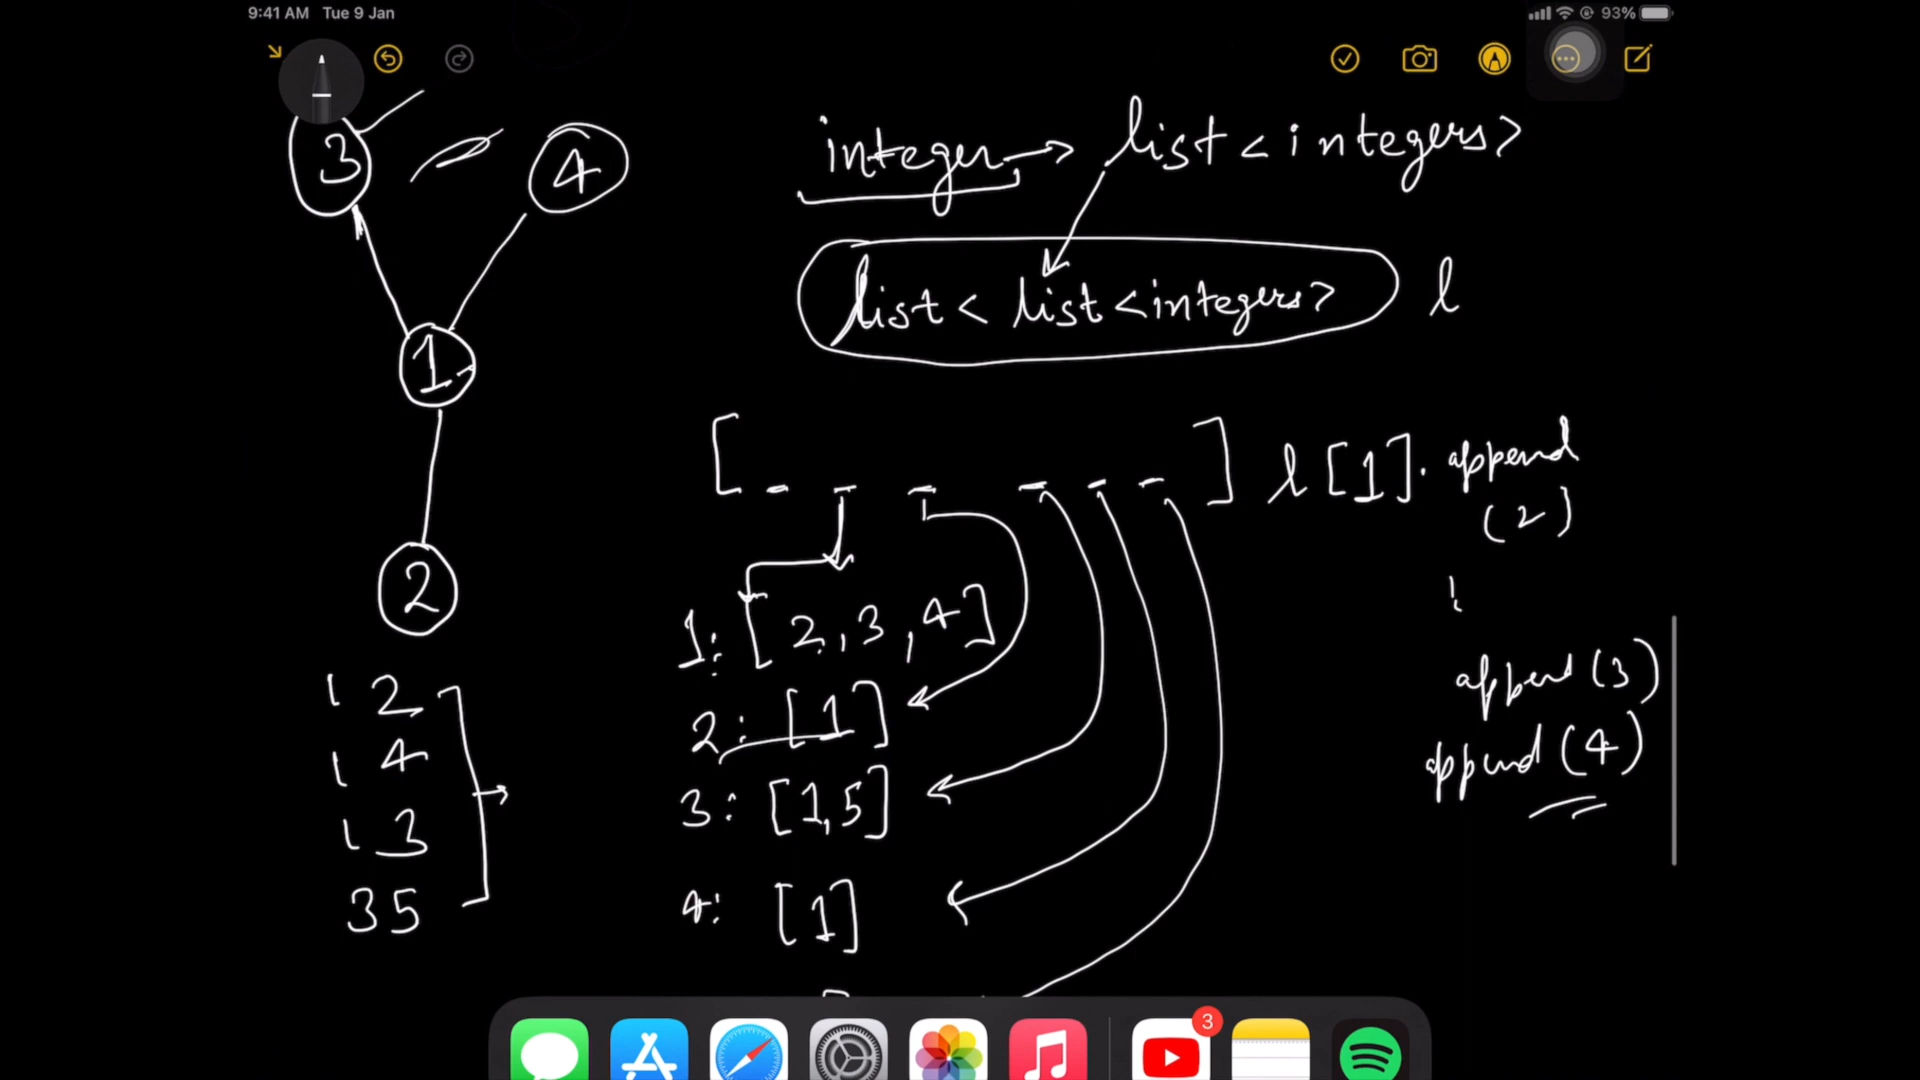 9:41 AM Tue 9 Jan
93%
3
4
1
2
1 2
1 4
1 3
3 5
integer → list < integers >
list < list < integers > l
[ - - - - - - ] l [1] . append
(2)
append (3)
append (4)
1: [ 2, 3, 4 ]
2: [ 1 ]
3: [ 1, 5 ]
4: [ 1 ]
3